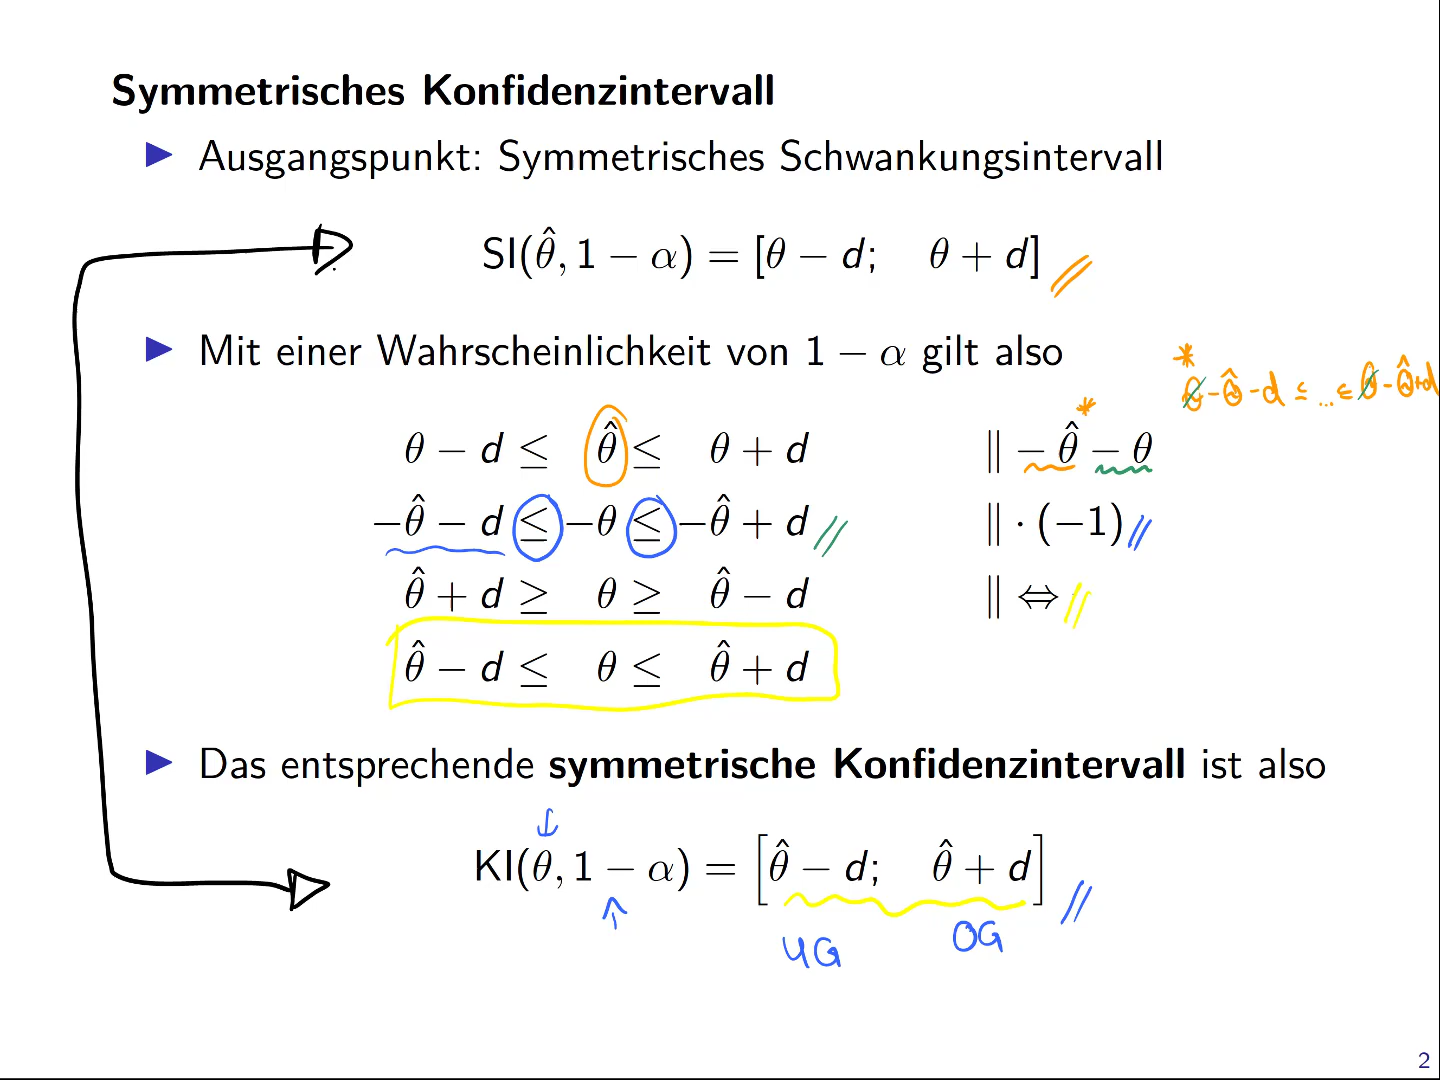 Symmetrisches Konfidenzintervall
▶ Ausgangspunkt: Symmetrisches Schwankungsintervall
SI(θ̂, 1 − α) = [θ − d; θ + d]
▶ Mit einer Wahrscheinlichkeit von 1 − α gilt also
*
θ - θ̂ - d ≤ ... ≤ θ - θ̂ + d
θ − d ≤ θ̂ ≤ θ + d ∥ − θ̂ * − θ
−θ̂ − d ≤ −θ ≤ −θ̂ + d ∥ · (−1)
θ̂ + d ≥ θ ≥ θ̂ − d ∥ ⇔
θ̂ − d ≤ θ ≤ θ̂ + d
▶ Das entsprechende symmetrische Konfidenzintervall ist also
KI(θ, 1 − α) = [θ̂ − d; θ̂ + d]
UG OG
2